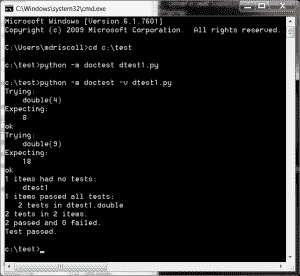 C:\Windows\system32\cmd.exe
Microsoft Windows [Version 6.1.7601]
Copyright (c) 2009 Microsoft Corporation.  All rights reserved.
C:\Users\mdriscoll>cd c:\test
c:\test>python -m doctest dtest1.py
c:\test>python -m doctest -v dtest1.py
Trying:
    double(4)
Expecting:
    8
ok
Trying:
    double(9)
Expecting:
    18
ok
1 items had no tests:
    dtest1
1 items passed all tests:
   2 tests in dtest1.double
2 tests in 2 items.
2 passed and 0 failed.
Test passed.
c:\test>_